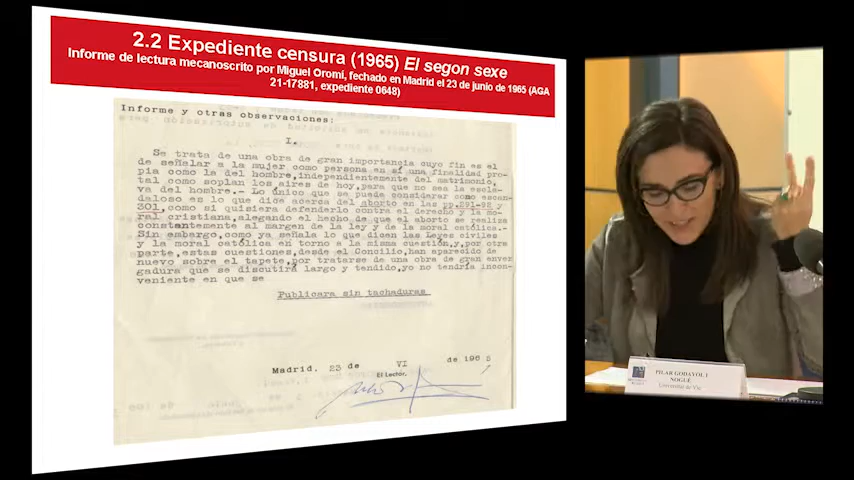 2.2 Expediente censura (1965) El segon sexe
Informe de lectura mecanoscrito por Miguel Oromí, fechado en Madrid el 23 de junio de 1965 (AGA
21-17881, expediente 0648)
Informe y otras observaciones:
I.
Se trata de una obra de gran importancia cuyo fin es el
de señalar a la mujer como persona en sí una finalidad pro-
pia como la del hombre,independientemente del matrimonio,
tal como soplan los aires de hoy,para que no sea la escla-
va del hombre.- Lo único que se pueda considerar como escan-
daloso es lo que dice acerca del aborto en las pp.291-92 y
301,como si quisiera defenderlo contra el derecho y la mo-
ral cristiana,alegando el hecho de que el aborto se realiza
constantemente al margen de la ley y de la moral católica.-
Sin embargo,como ya señala lo que dicen las Leyes civiles
y la moral católica en torno a la misma cuestión,y,por otra
parte,estas cuestiones,desde el Concilio,han aparecido de
nuevo sobre el tapete,por tratarse de una obra de gran enver
gadura que se discutirá largo y tendido,yo no tendría incon-
veniente en que se
Publicara sin tachaduras
Madrid, 23 de VI de 1965
El Lector,
PILAR GODAYOL I
NOGUÉ
Universitat de Vic